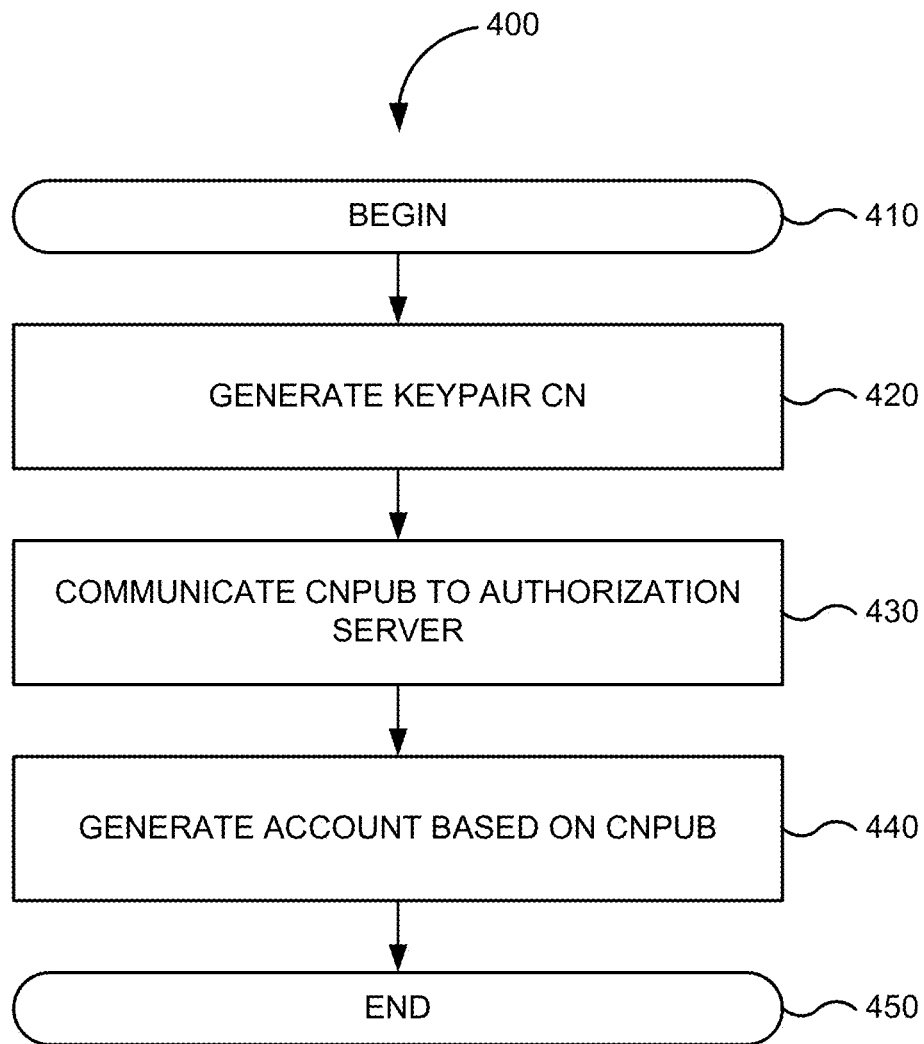 400
BEGIN
410
GENERATE KEYPAIR CN
420
COMMUNICATE CNPUB TO AUTHORIZATION
SERVER
430
GENERATE ACCOUNT BASED ON CNPUB
440
END
450